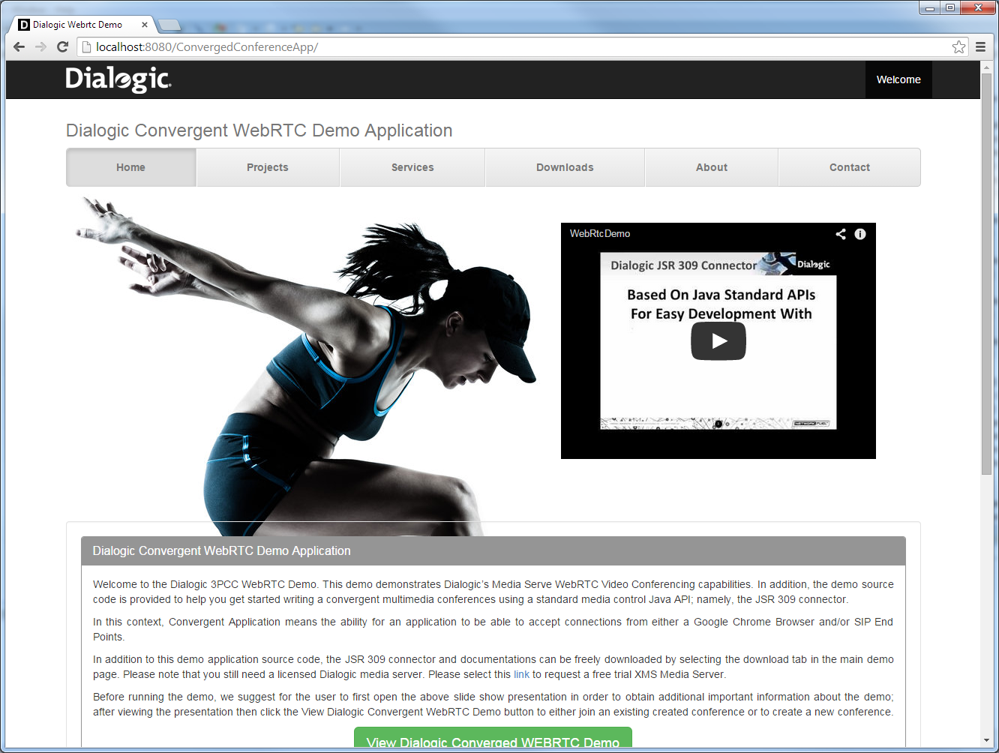 Dialogic Webrtc Demo
localhost:8080/ConvergedConferenceApp/
Dialogic
Welcome
Dialogic Convergent WebRTC Demo Application
Home Projects Services Downloads About Contact
WebRtcDemo
Dialogic JSR 309 Connector Dialogic
Based On Java Standard APIs
For Easy Development With
NETWORK FUEL
Dialogic Convergent WebRTC Demo Application
Welcome to the Dialogic 3PCC WebRTC Demo. This demo demonstrates Dialogic’s Media Serve WebRTC Video Conferencing capabilities. In addition, the demo source
code is provided to help you get started writing a convergent multimedia conferences using a standard media control Java API; namely, the JSR 309 connector.
In this context, Convergent Application means the ability for an application to be able to accept connections from either a Google Chrome Browser and/or SIP End
Points.
In addition to this demo application source code, the JSR 309 connector and documentations can be freely downloaded by selecting the download tab in the main demo
page. Please note that you still need a licensed Dialogic media server. Please select this link to request a free trial XMS Media Server.
Before running the demo, we suggest for the user to first open the above slide show presentation in order to obtain additional important information about the demo;
after viewing the presentation then click the View Dialogic Convergent WebRTC Demo button to either join an existing created conference or to create a new conference.
View Dialogic Converged WEBRTC Demo